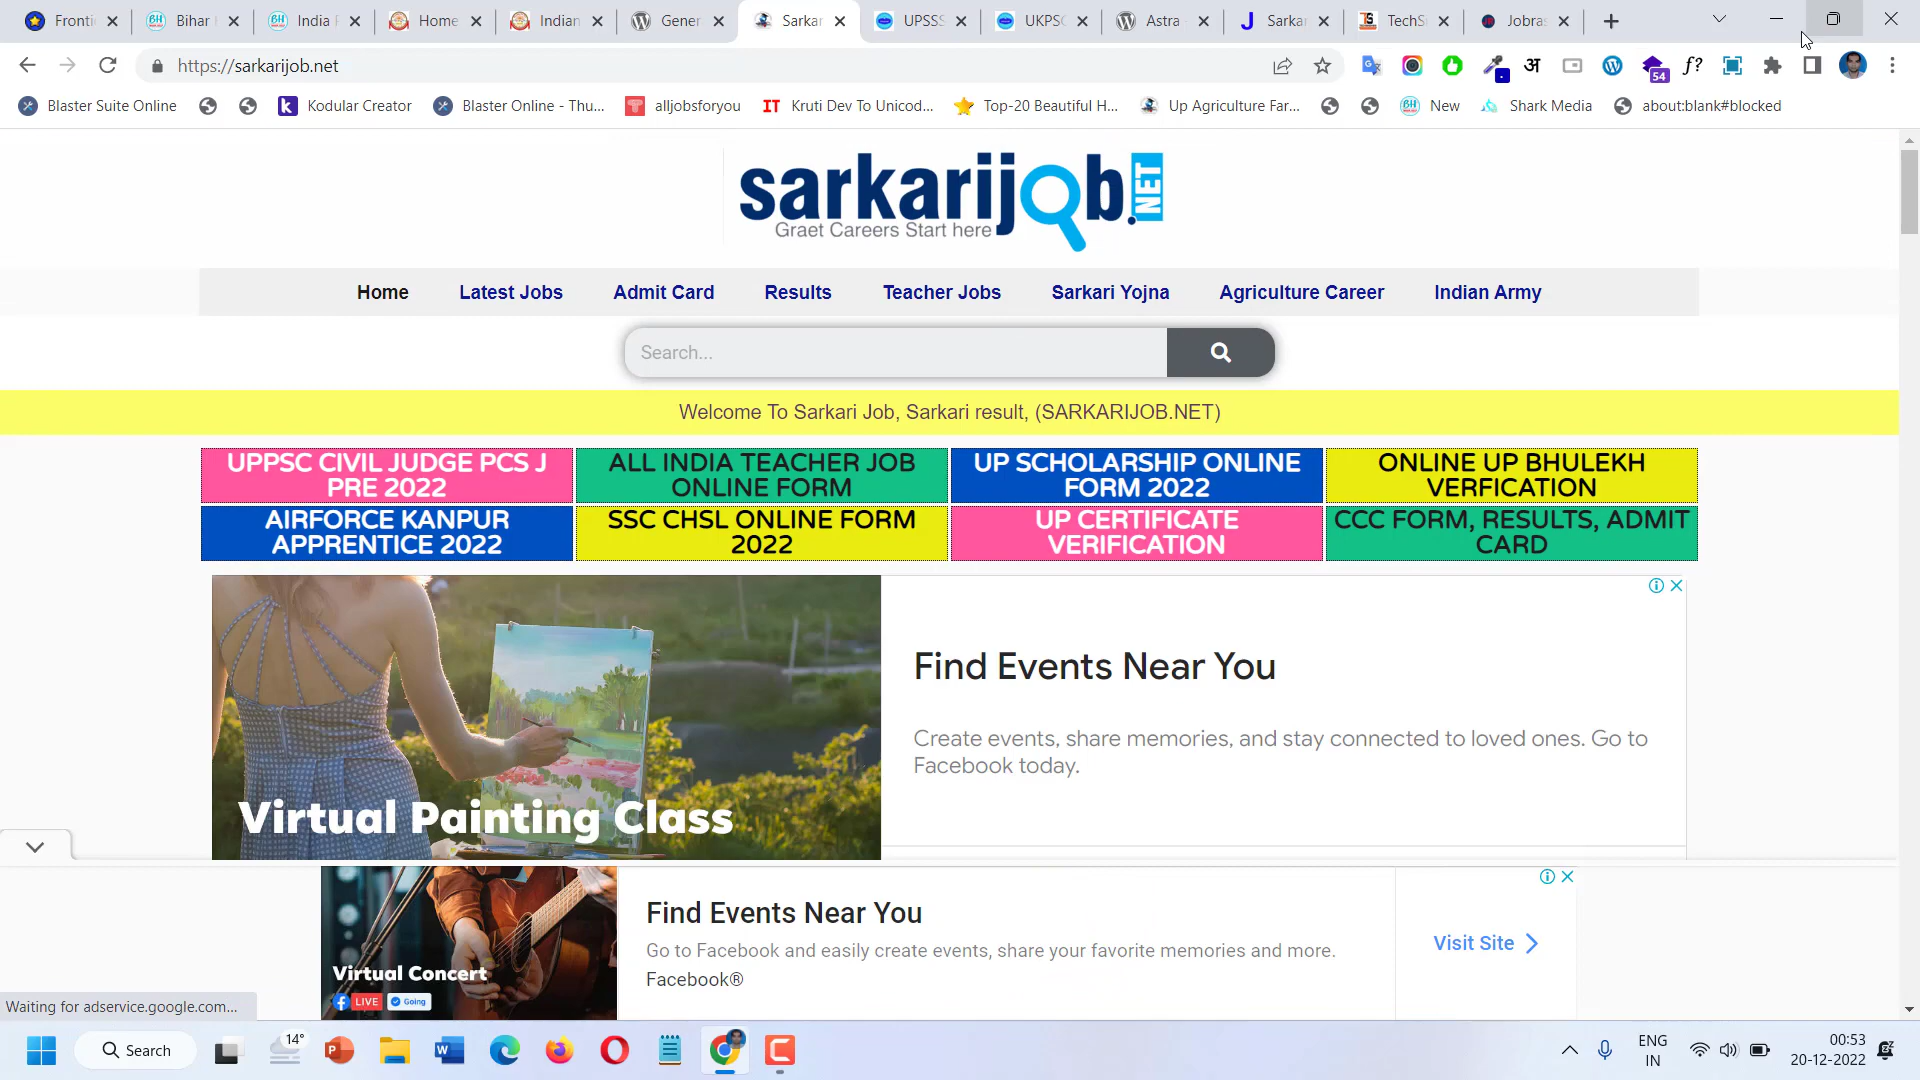 Fronti
Bihar
India
Home
Indian
Gener
Sarkar
UPSSS
UKPSC
Astra
Sarka
TechS
Jobra
https://sarkarijob.net
54
Blaster Suite Online
Kodular Creator
Blaster Online - Thu...
alljobsforyou
Kruti Dev To Unicod...
Top-20 Beautiful H...
Up Agriculture Far...
New
Shark Media
about:blank#blocked
sarkarijob.NET
Graet Careers Start here
Home
Latest Jobs
Admit Card
Results
Teacher Jobs
Sarkari Yojna
Agriculture Career
Indian Army
Search...
Welcome To Sarkari Job, Sarkari result, (SARKARIJOB.NET)
UPPSC CIVIL JUDGE PCS J
PRE 2022
ALL INDIA TEACHER JOB
ONLINE FORM
UP SCHOLARSHIP ONLINE
FORM 2022
ONLINE UP BHULEKH
VERFICATION
AIRFORCE KANPUR
APPRENTICE 2022
SSC CHSL ONLINE FORM
2022
UP CERTIFICATE
VERIFICATION
CCC FORM, RESULTS, ADMIT
CARD
Virtual Painting Class
Find Events Near You
Create events, share memories, and stay connected to loved ones. Go to
Facebook today.
Virtual Concert
LIVE
Going
Find Events Near You
Go to Facebook and easily create events, share your favorite memories and more.
Facebook®
Visit Site
Waiting for adservice.google.com...
Search
14°
ENG
IN
00:53
20-12-2022